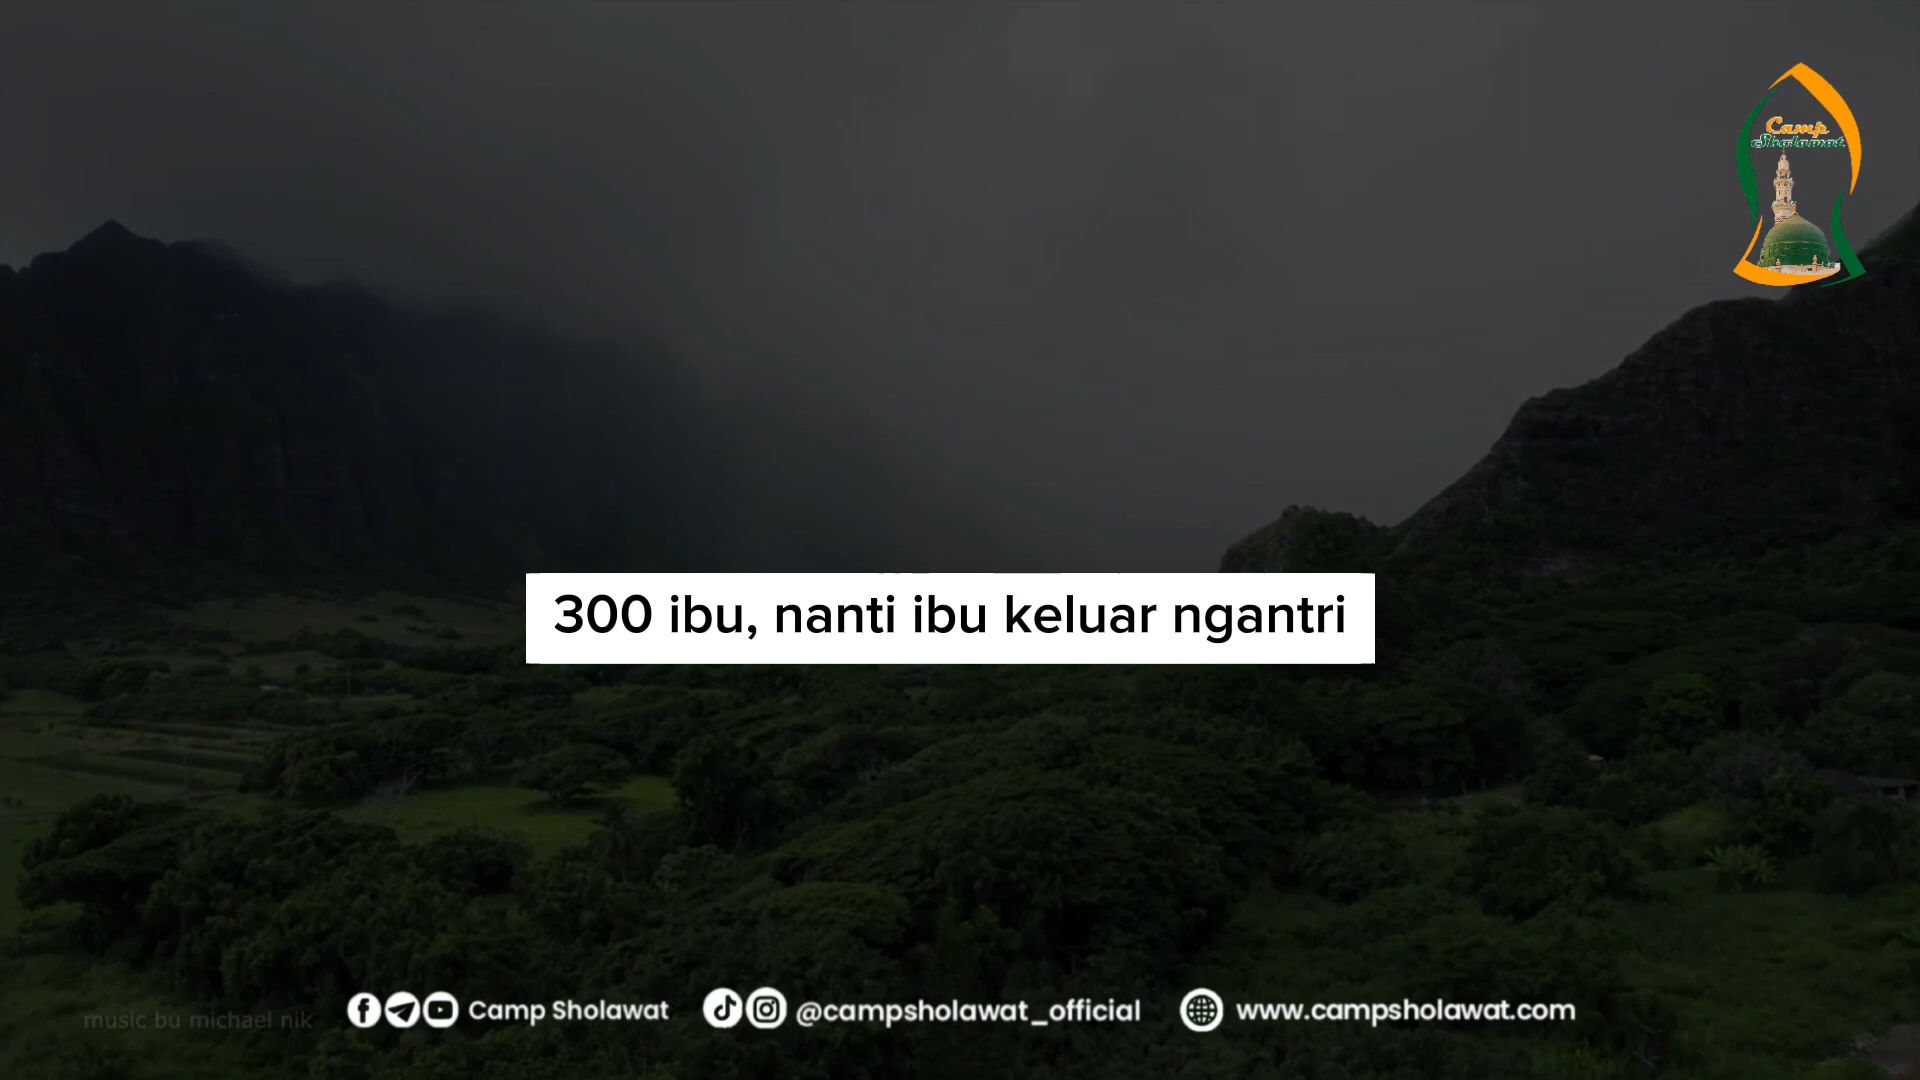 Camp
Sholawat
300 ibu, nanti ibu keluar ngantri
music bu michael nik
Camp Sholawat
@campsholawat_official
www.campsholawat.com